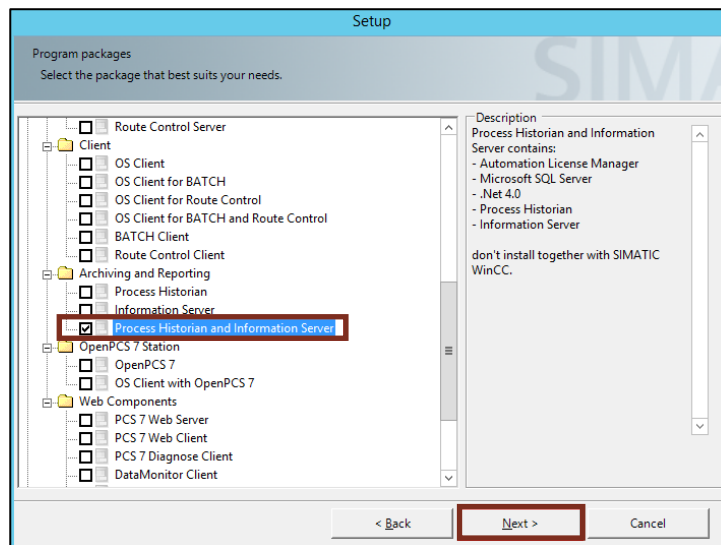 Setup
Program packages
Select the package that best suits your needs.
SIMA
Route Control Server
Client
OS Client
OS Client for BATCH
OS Client for Route Control
OS Client for BATCH and Route Control
BATCH Client
Route Control Client
Archiving and Reporting
Process Historian
Information Server
Process Historian and Information Server
OpenPCS 7 Station
OpenPCS 7
OS Client with OpenPCS 7
Web Components
PCS 7 Web Server
PCS 7 Web Client
PCS 7 Diagnose Client
DataMonitor Client
Description
Process Historian and Information
Server contains:
- Automation License Manager
- Microsoft SQL Server
- .Net 4.0
- Process Historian
- Information Server
don't install together with SIMATIC
WinCC.
< Back
Next >
Cancel